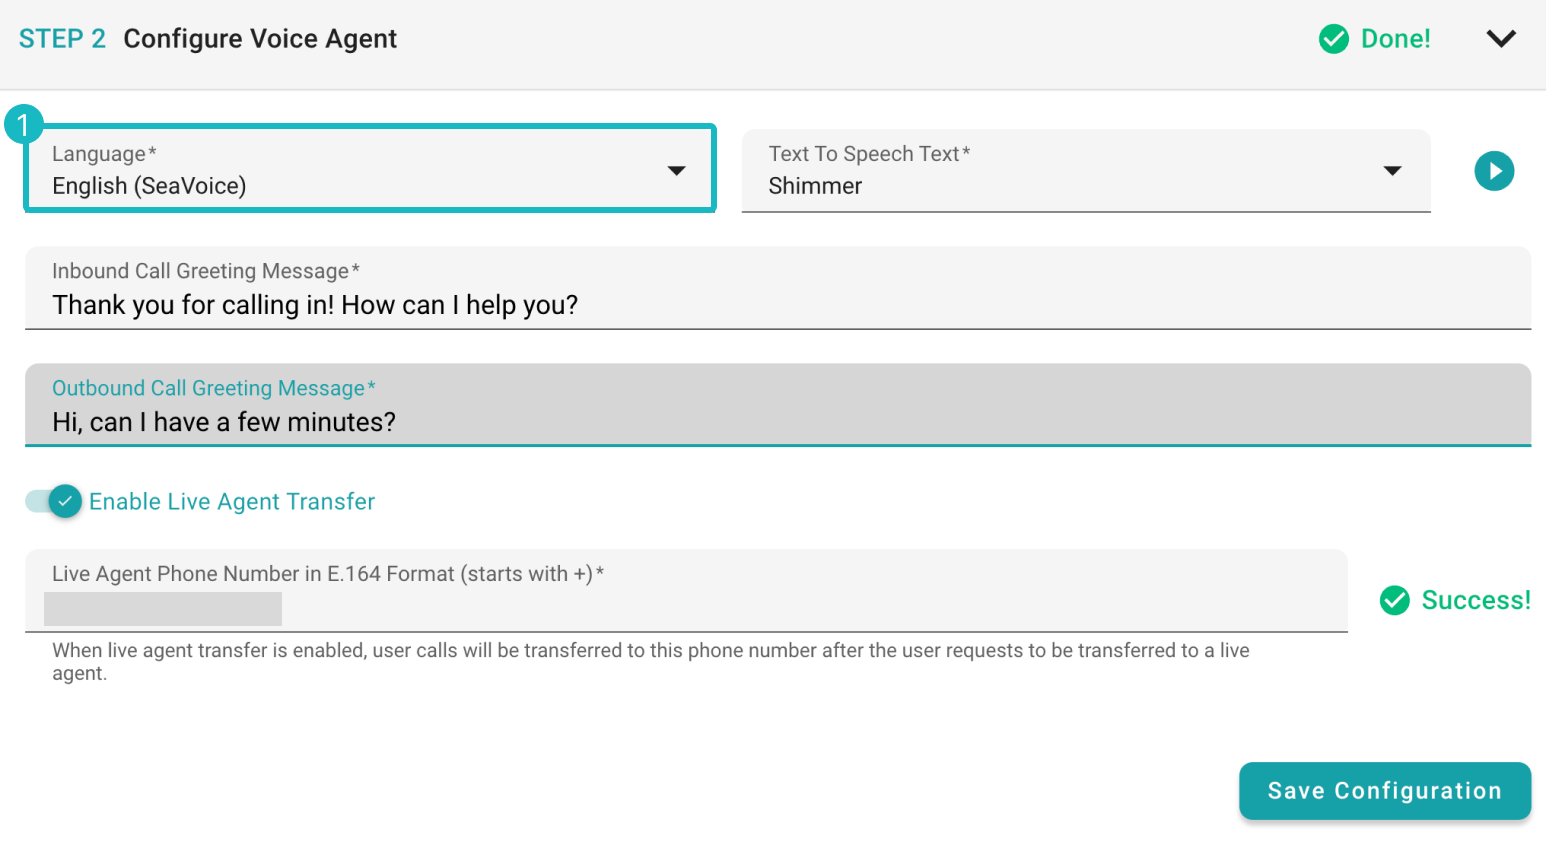 STEP 2 Configure Voice Agent
Done!
1
Language*
English (SeaVoice)
Text To Speech Text*
Shimmer
Inbound Call Greeting Message*
Thank you for calling in! How can I help you?
Outbound Call Greeting Message*
Hi, can I have a few minutes?
Enable Live Agent Transfer
Live Agent Phone Number in E.164 Format (starts with +)*
Success!
When live agent transfer is enabled, user calls will be transferred to this phone number after the user requests to be transferred to a live
agent.
Save Configuration